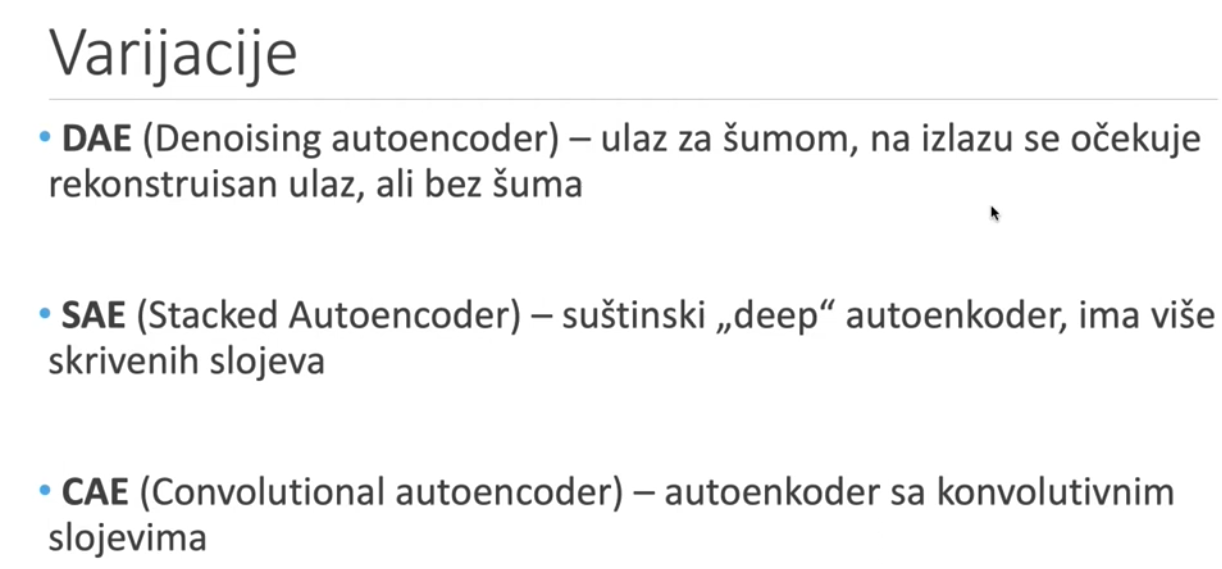 Varijacije
• DAE (Denoising autoencoder) – ulaz za šumom, na izlazu se očekuje
rekonstruisan ulaz, ali bez šuma
• SAE (Stacked Autoencoder) – suštinski „deep“ autoenkoder, ima više
skrivenih slojeva
• CAE (Convolutional autoencoder) – autoenkoder sa konvolutivnim
slojevima